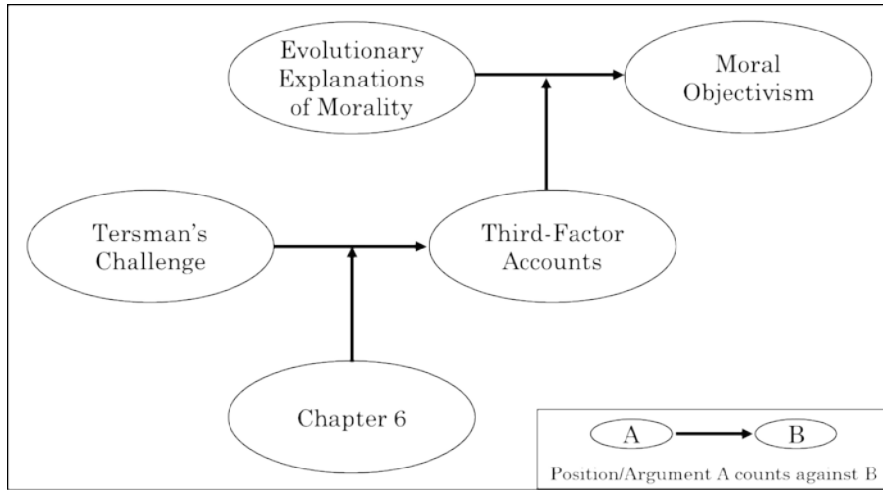 Evolutionary
Explanations
of Morality
Moral
Objectivism
Tersman's
Challenge
Third-Factor
Accounts
Chapter 6
A
B
Position/Argument A counts against B